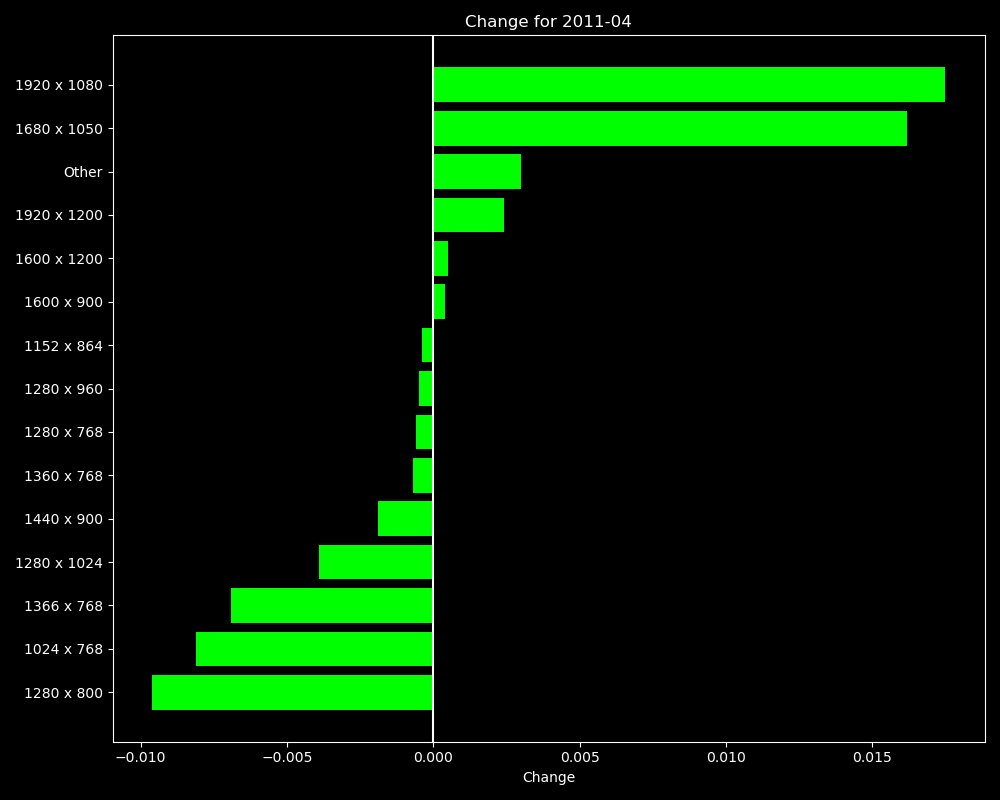 Change for 2011-04
1920 x 1080
1680 x 1050
Other
1920 x 1200
1600 x 1200
1600 x 900
1152 x 864
1280 x 960
1280 x 768
1360 x 768
1440 x 900
1280 x 1024
1366 x 768
1024 x 768
1280 x 800
−0.010 −0.005 0.000 0.005 0.010 0.015
Change